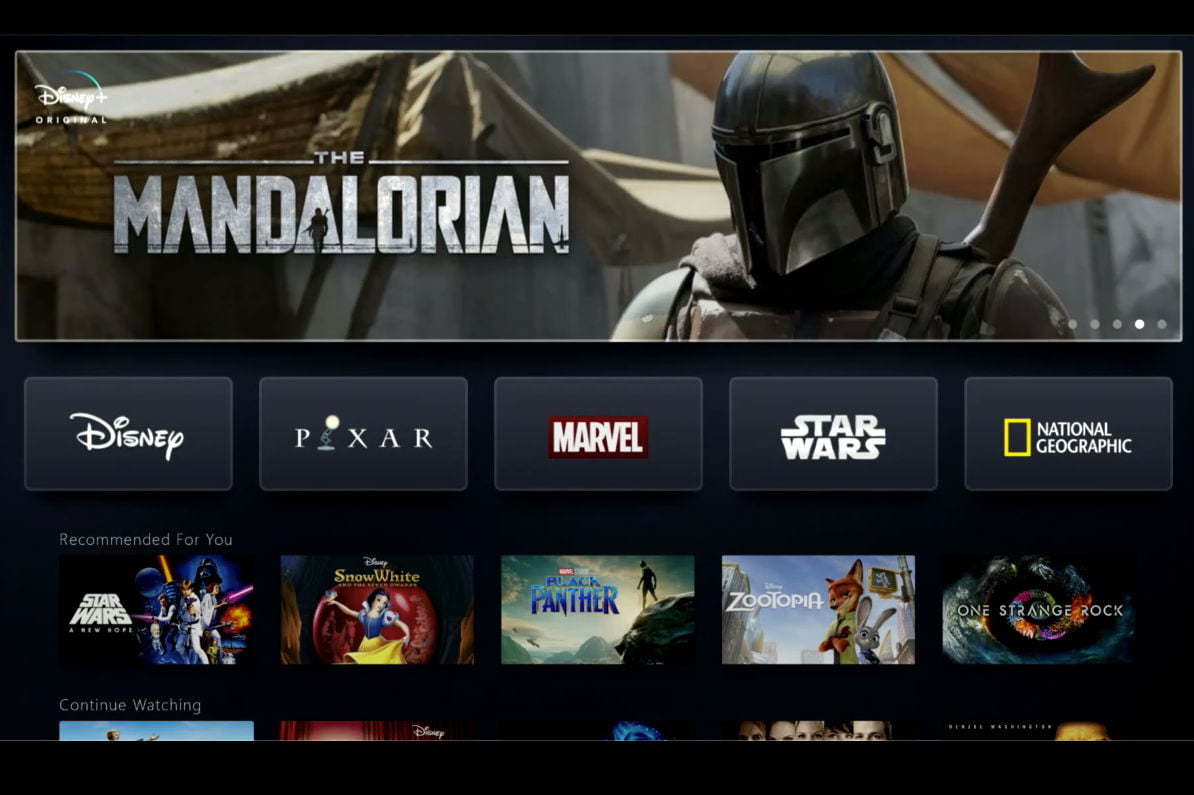 Disney+
ORIGINAL
THE
MANDALORIAN
Disney
PIXAR
MARVEL
STAR
WARS
NATIONAL
GEOGRAPHIC
Recommended For You
STAR
WARS
A NEW HOPE
Disney
Snow White
AND THE SEVEN DWARFS
MARVEL STUDIOS
BLACK
PANTHER
Disney
ZOOTOPIA
ONE STRANGE ROCK
Continue Watching
Disney
DENZEL WASHINGTON